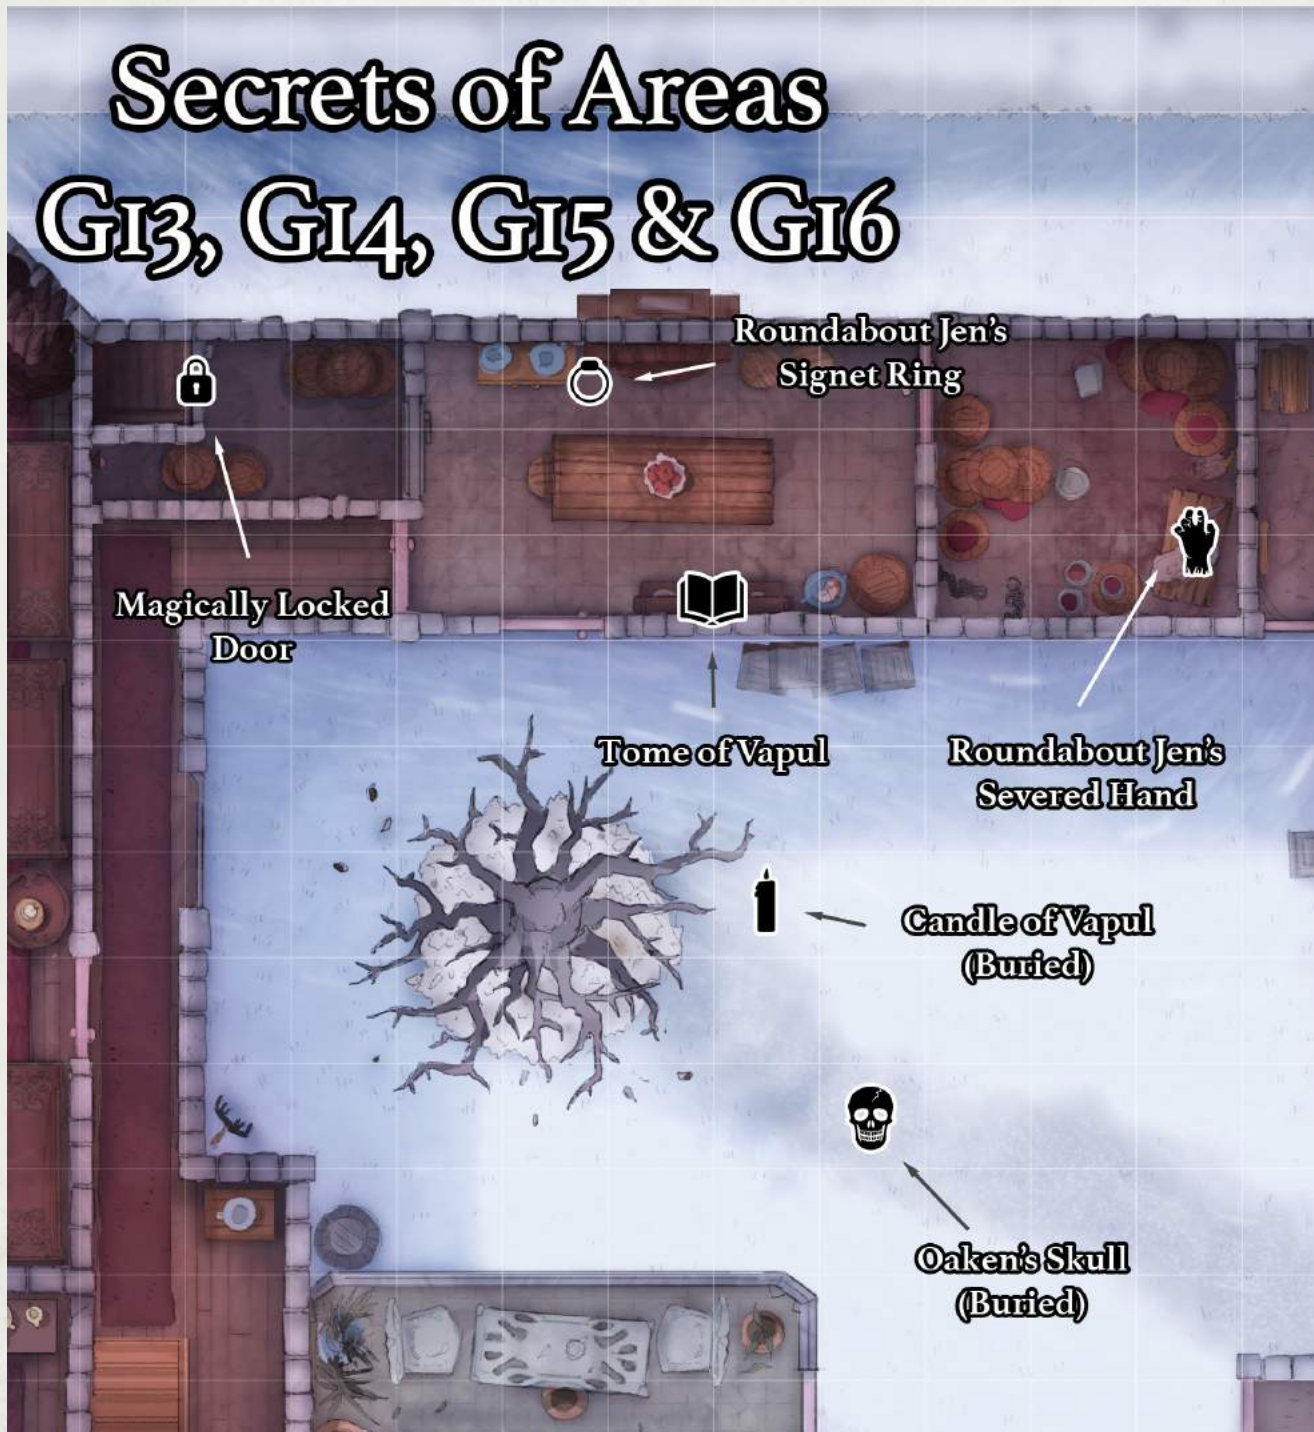 Secrets of Areas
G13, G14, G15 & G16
Roundabout Jen's
Signet Ring
Magically Locked
Door
Tome of Vapul
Roundabout Jen's
Severed Hand
Candle of Vapul
(Buried)
Oaken's Skull
(Buried)